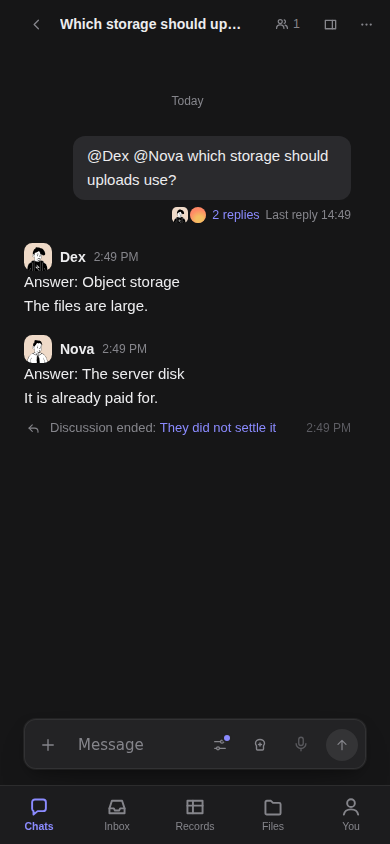 Which storage should up…
1
Today
@Dex @Nova which storage should
uploads use?
2 replies Last reply 14:49
Dex 2:49 PM
Answer: Object storage
The files are large.
Nova 2:49 PM
Answer: The server disk
It is already paid for.
Discussion ended: They did not settle it 2:49 PM
Message
Chats Inbox Records Files You